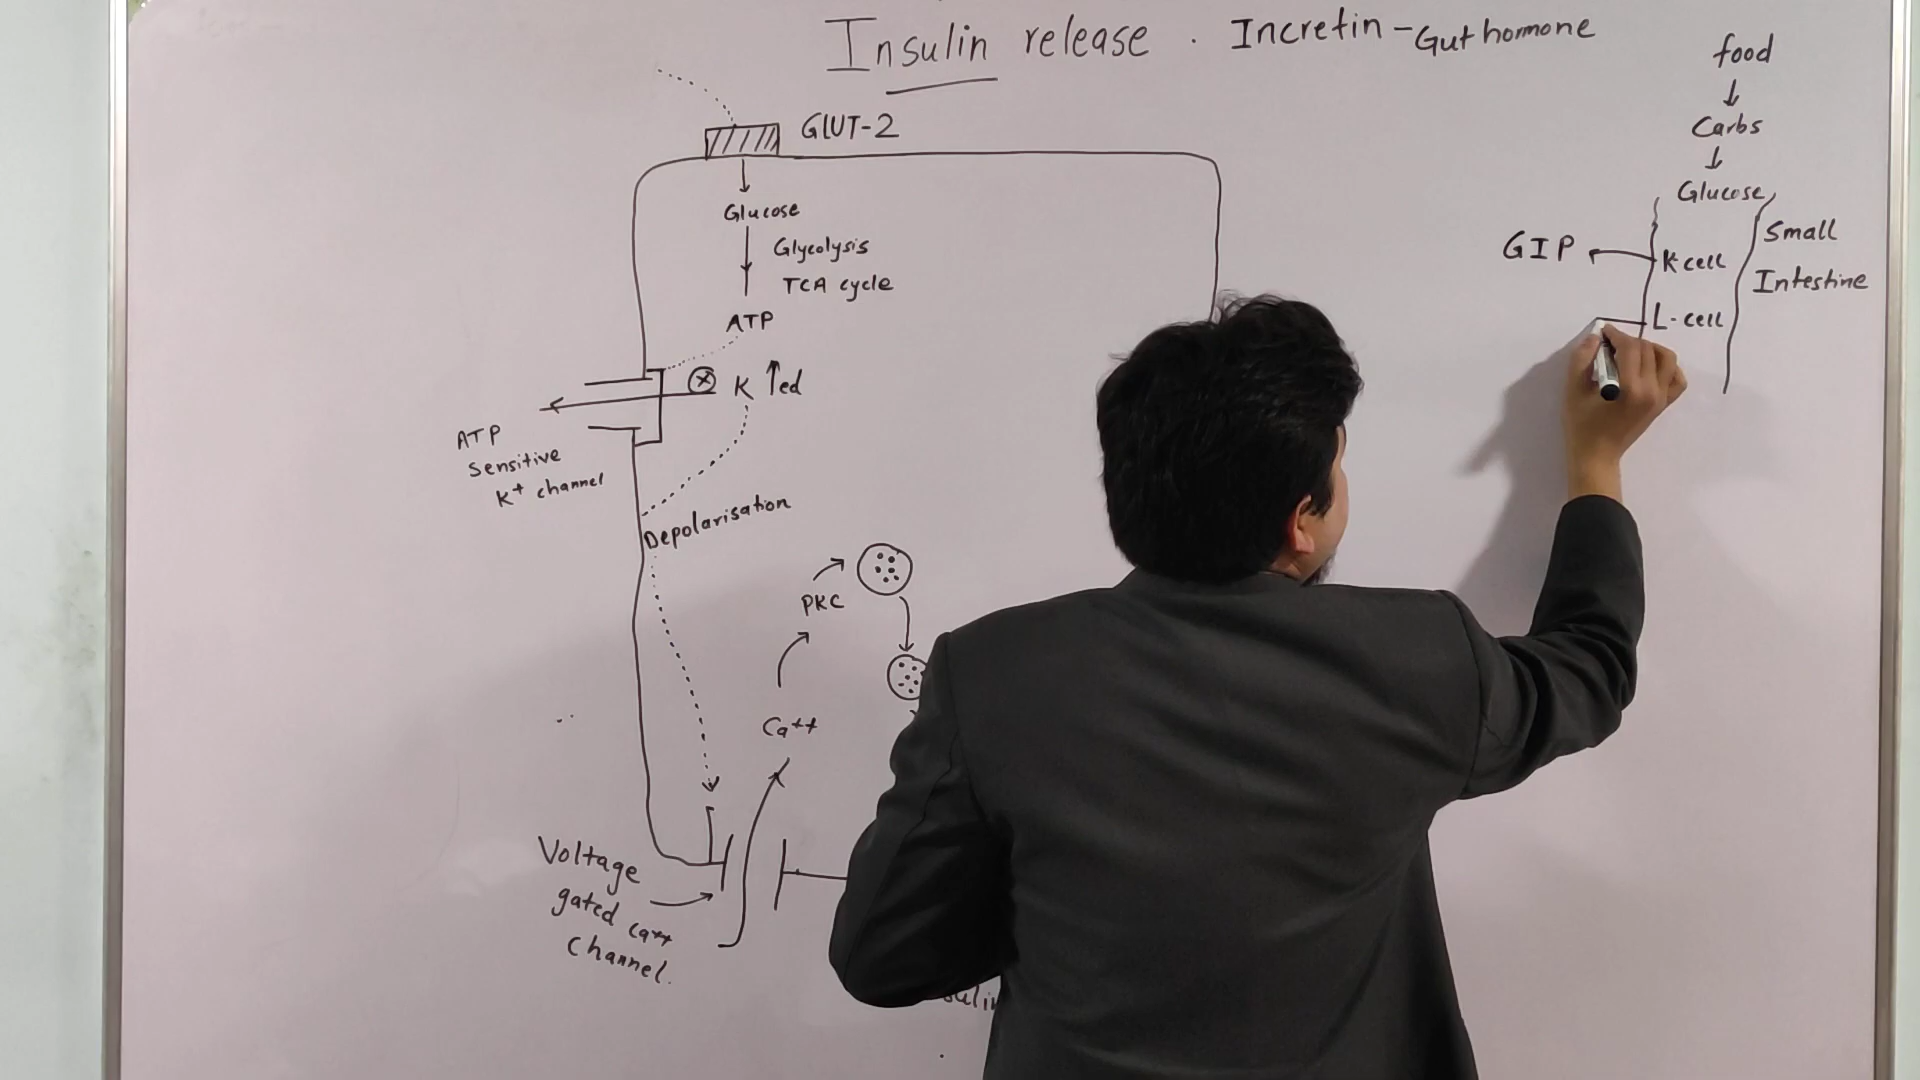 Insulin release . Incretin - Gut hormone
food
Carbs
Glucose
Small
Intestine
GIP
K cell
L-cell
GLUT-2
Glucose
Glycolysis
TCA cycle
ATP
K ↑ed
ATP
Sensitive
K+ channel
Depolarisation
PKC
Ca++
Voltage
gated Ca++
Channel.